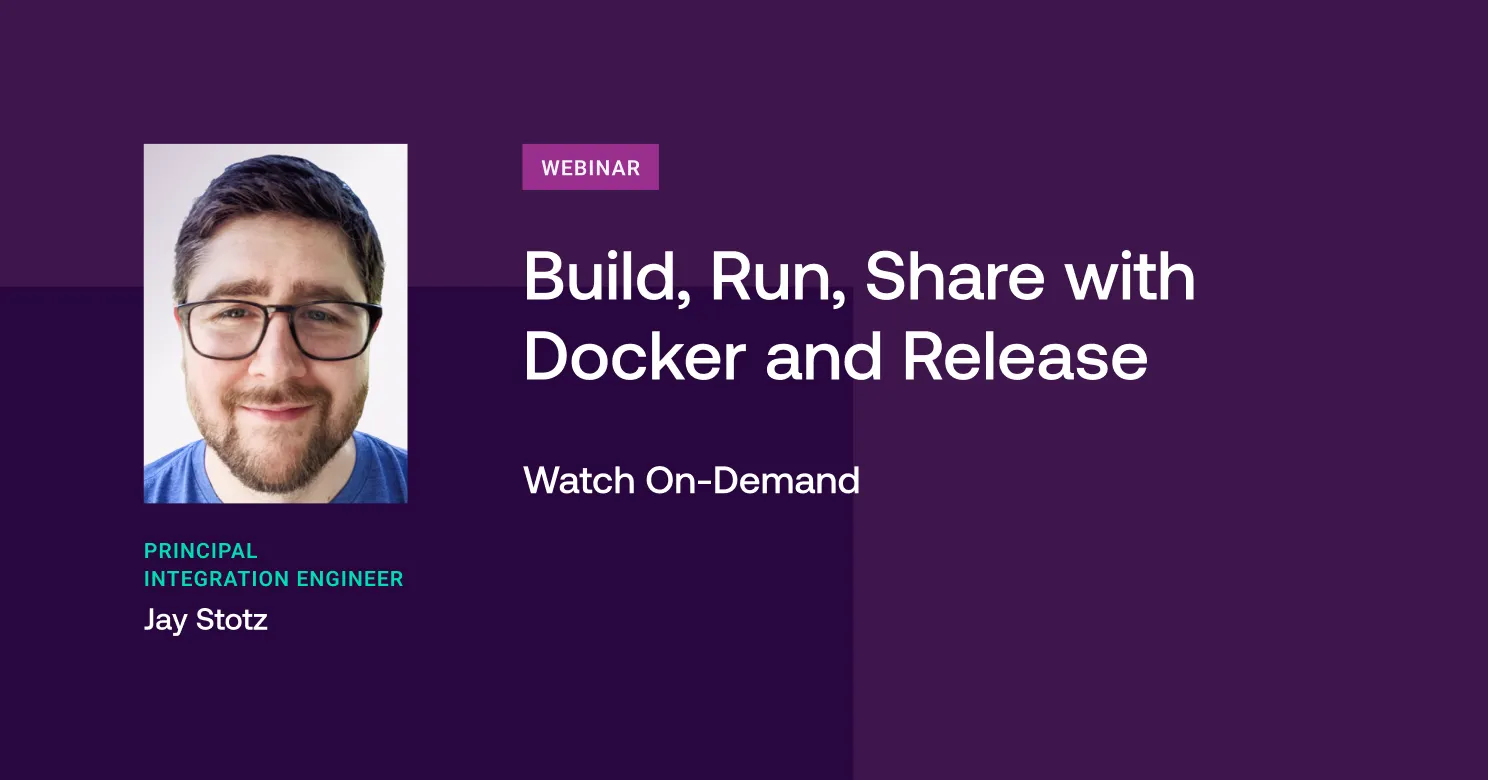 WEBINAR
Build, Run, Share with
Docker and Release
Watch On-Demand
PRINCIPAL
INTEGRATION ENGINEER
Jay Stotz